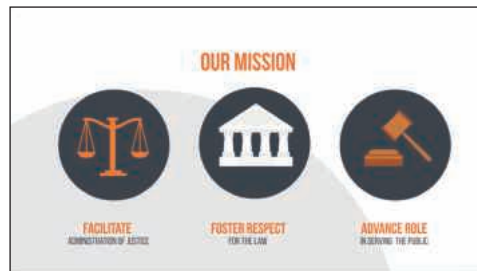 OUR MISSION
FACILITATE
ADMINISTRATION OF JUSTICE
FOSTER RESPECT
FOR THE LAW
ADVANCE ROLE
IN SERVING THE PUBLIC